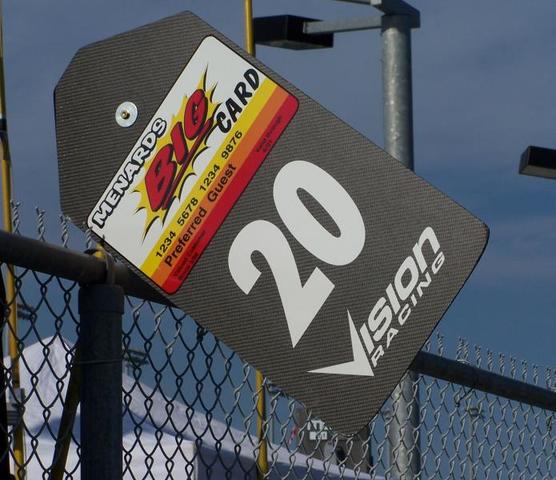 MENARDS
BIG
CARD
1234 5678 1234 9876
Preferred Guest
20
VISION
RACING